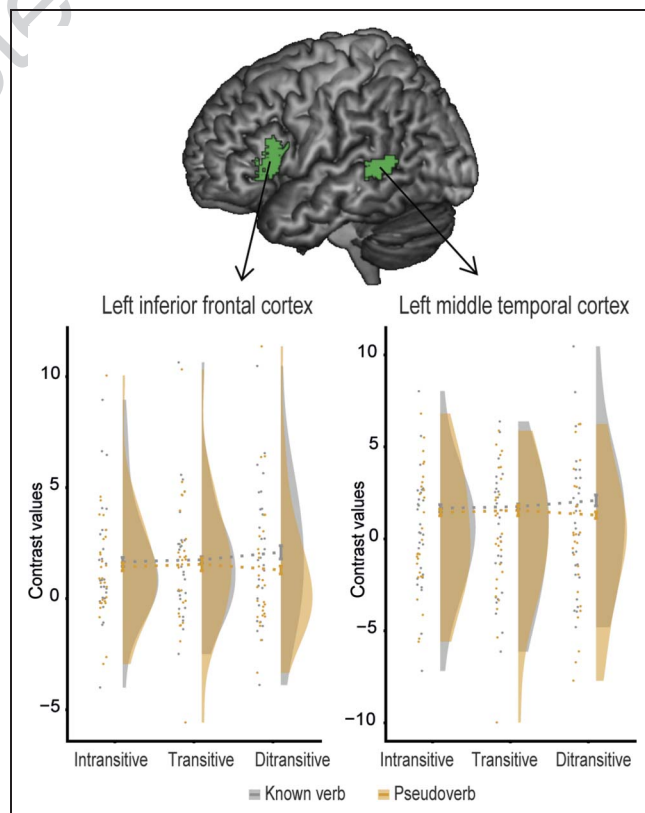 Left inferior frontal cortex
Left middle temporal cortex
Contrast values
10
5
0
−5
Intransitive
Transitive
Ditransitive
Contrast values
10
5
0
−5
−10
Intransitive
Transitive
Ditransitive
Known verb
Pseudoverb